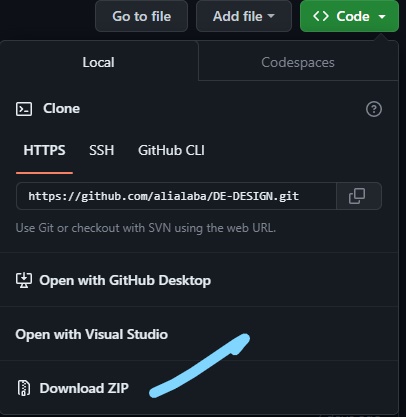 Go to file Add file <> Code
Local Codespaces
Clone
HTTPS SSH GitHub CLI
https://github.com/alialaba/DE-DESIGN.git
Use Git or checkout with SVN using the web URL.
Open with GitHub Desktop
Open with Visual Studio
Download ZIP